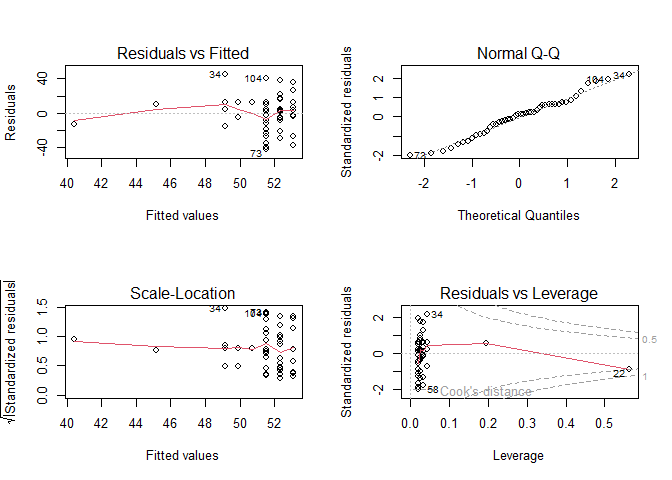 Residuals vs Fitted
Residuals
40
0
-40
34
104
73
40 42 44 46 48 50 52
Fitted values
Normal Q-Q
Standardized residuals
2
0
-2
104
34
73
-2 -1 0 1 2
Theoretical Quantiles
Scale-Location
√|Standardized residuals|
1.5
1.0
0.5
0.0
34
104
40 42 44 46 48 50 52
Fitted values
Residuals vs Leverage
Standardized residuals
2
0
-2
34
58
22
Cook's distance
0.5
1
0.0 0.1 0.2 0.3 0.4 0.5
Leverage